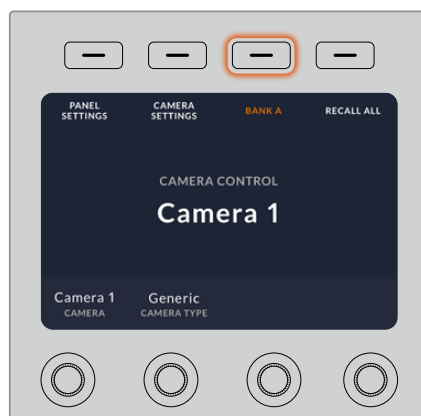 PANEL
SETTINGS
CAMERA
SETTINGS
BANK A
RECALL ALL
CAMERA CONTROL
Camera 1
Camera 1
CAMERA
Generic
CAMERA TYPE